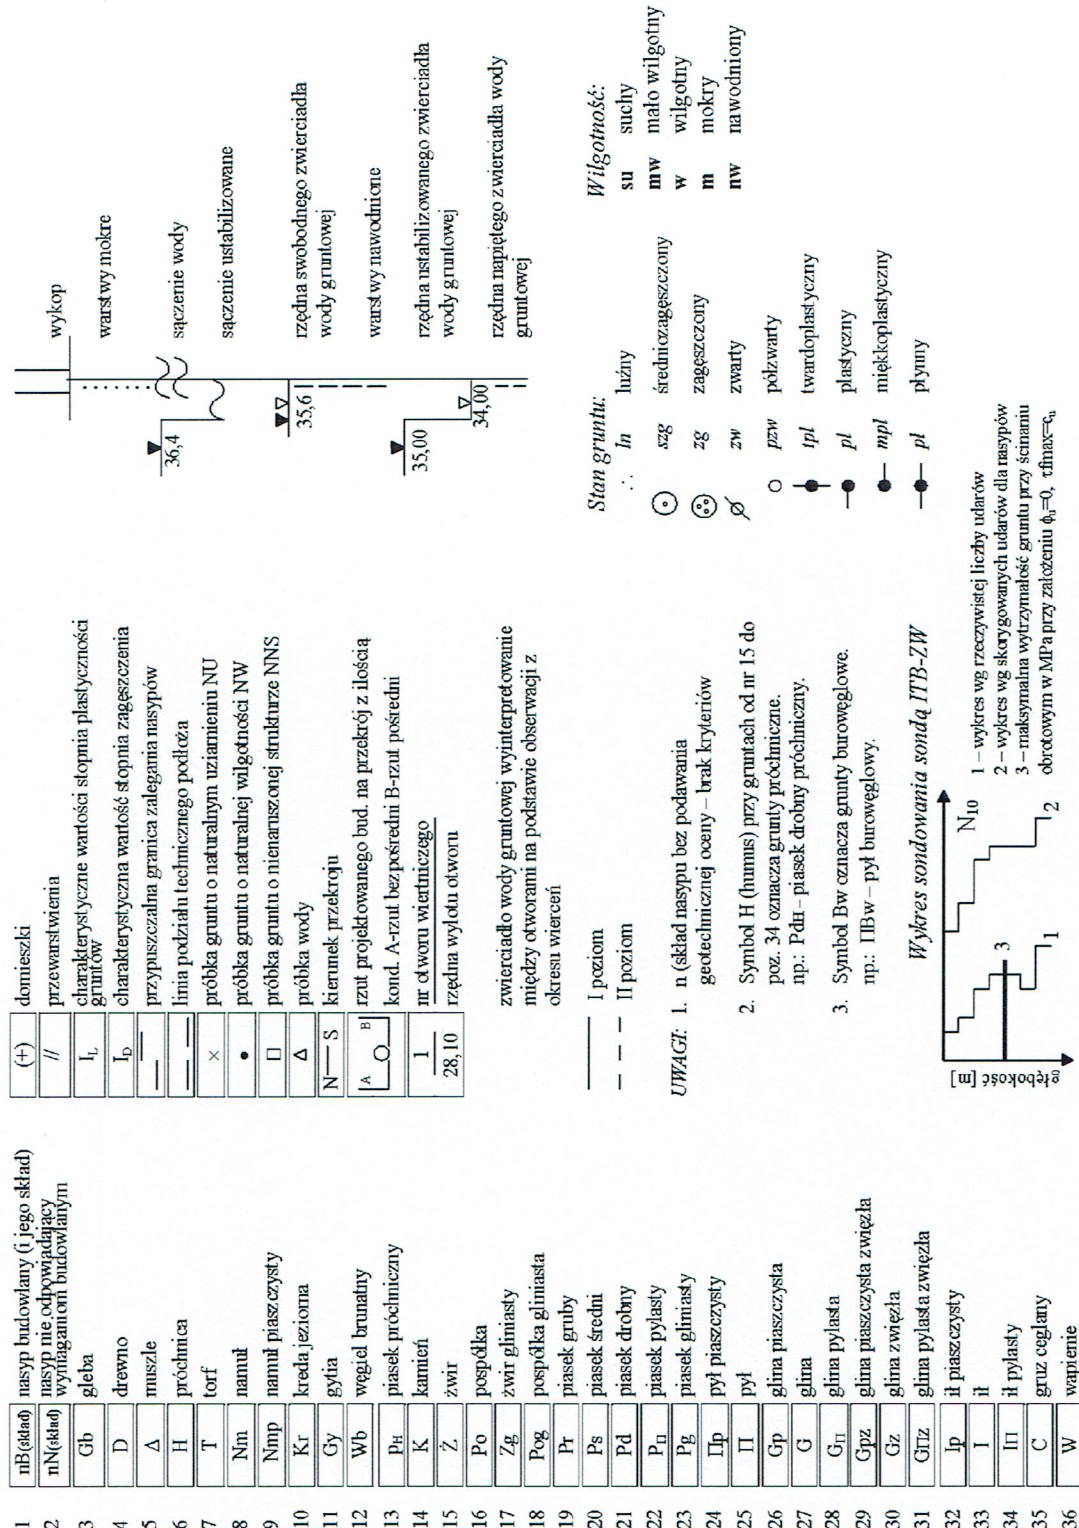 1 nB(skład) nasyp budowlany (i jego skład)
2 nN(skład) nasyp nie odpowiadający
wymaganiom budowlanym
3 Gb gleba
4 D drewno
5 Δ muszle
6 H próchnica
7 T torf
8 Nm namuł
9 Nmp namuł piaszczysty
10 Kr kreda jeziorna
11 Gy gytia
12 Wb węgiel brunatny
13 PH piasek próchniczny
14 K kamień
15 Ż żwir
16 Po pospółka
17 Zg żwir gliniasty
18 Pog pospółka gliniasta
19 Pr piasek gruby
20 Ps piasek średni
21 Pd piasek drobny
22 PΠ piasek pylasty
23 Pg piasek gliniasty
24 Πp pył piaszczysty
25 Π pył
26 Gp glina piaszczysta
27 G glina
28 GΠ glina pylasta
29 Gpz glina piaszczysta zwięzła
30 Gz glina zwięzła
31 GΠz glina pylasta zwięzła
32 Ip ił piaszczysty
33 I ił
34 IΠ ił pylasty
35 C gruz ceglany
36 W wapienie
(+) domieszki
// przewarstwienia
IL charakterystyczne wartości stopnia plastyczności
gruntów
ID charakterystyczna wartość stopnia zagęszczenia
przypuszczalna granica zalegania nasypów
linia podziału technicznego podłoża
× próbka gruntu o naturalnym uziarnieniu NU
● próbka gruntu o naturalnej wilgotności NW
□ próbka gruntu o nienaruszonej strukturze NNS
Δ próbka wody
N — S kierunek przekroju
A B rzut projektowanego bud. na przekrój z ilością
kond. A-rzut bezpośredni B-rzut pośredni
1 nr otworu wiertniczego
28,10 rzędna wylotu otworu
zwierciadło wody gruntowej wyinterpretowanie
między otworami na podstawie obserwacji z
okresu wierceń
I poziom
II poziom
UWAGI: 1. n (skład nasypu bez podawania
geotechnicznej oceny – brak kryteriów
2. Symbol H (humus) przy gruntach od nr 15 do
poz. 34 oznacza grunty próchniczne.
np.: PdH – piasek drobny próchniczny.
3. Symbol Bw oznacza grunty burowęglowe.
np.: ΠBw – pył burowęglowy.
Wykres sondowania sondą ITB-ZW
głębokość [m]
N10
1
2
3
1 – wykres wg rzeczywistej liczby udarów
2 – wykres wg skorygowanych udarów dla nasypów
3 – maksymalna wytrzymałość gruntu przy ścinaniu
obrotowym w MPa przy założeniu ϕu=0, τfmax=cu
wykop
warstwy mokre
36,4
sączenie wody
sączenie ustabilizowane
35,6
rzędna swobodnego zwierciadła
wody gruntowej
warstwy nawodnione
35,00
rzędna ustabilizowanego zwierciadła
wody gruntowej
34,00
rzędna napiętego zwierciadła wody
gruntowej
Stan gruntu:
ln luźny
szg średniozagęszczony
zg zagęszczony
zw zwarty
pzw półzwarty
tpl twardoplastyczny
pl plastyczny
mpl miękkoplastyczny
pl płynny
Wilgotność:
su suchy
mw mało wilgotny
w wilgotny
m mokry
nw nawodniony